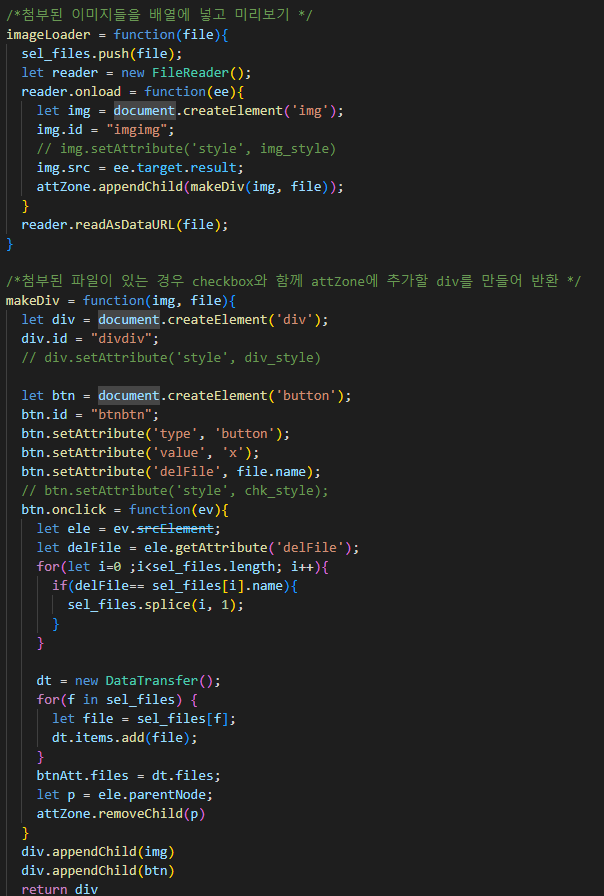 /*첨부된 이미지들을 배열에 넣고 미리보기 */
imageLoader = function(file){
  sel_files.push(file);
  let reader = new FileReader();
  reader.onload = function(ee){
    let img = document.createElement('img');
    img.id = "imgimg";
    // img.setAttribute('style', img_style)
    img.src = ee.target.result;
    attZone.appendChild(makeDiv(img, file));
  }
  reader.readAsDataURL(file);
}

/*첨부된 파일이 있는 경우 checkbox와 함께 attZone에 추가할 div를 만들어 반환 */
makeDiv = function(img, file){
  let div = document.createElement('div');
  div.id = "divdiv";
  // div.setAttribute('style', div_style)

  let btn = document.createElement('button');
  btn.id = "btnbtn";
  btn.setAttribute('type', 'button');
  btn.setAttribute('value', 'x');
  btn.setAttribute('delFile', file.name);
  // btn.setAttribute('style', chk_style);
  btn.onclick = function(ev){
    let ele = ev.srcElement;
    let delFile = ele.getAttribute('delFile');
    for(let i=0 ;i<sel_files.length; i++){
      if(delFile== sel_files[i].name){
        sel_files.splice(i, 1);
      }
    }

    dt = new DataTransfer();
    for(f in sel_files) {
      let file = sel_files[f];
      dt.items.add(file);
    }
    btnAtt.files = dt.files;
    let p = ele.parentNode;
    attZone.removeChild(p)
  }
  div.appendChild(img)
  div.appendChild(btn)
  return div